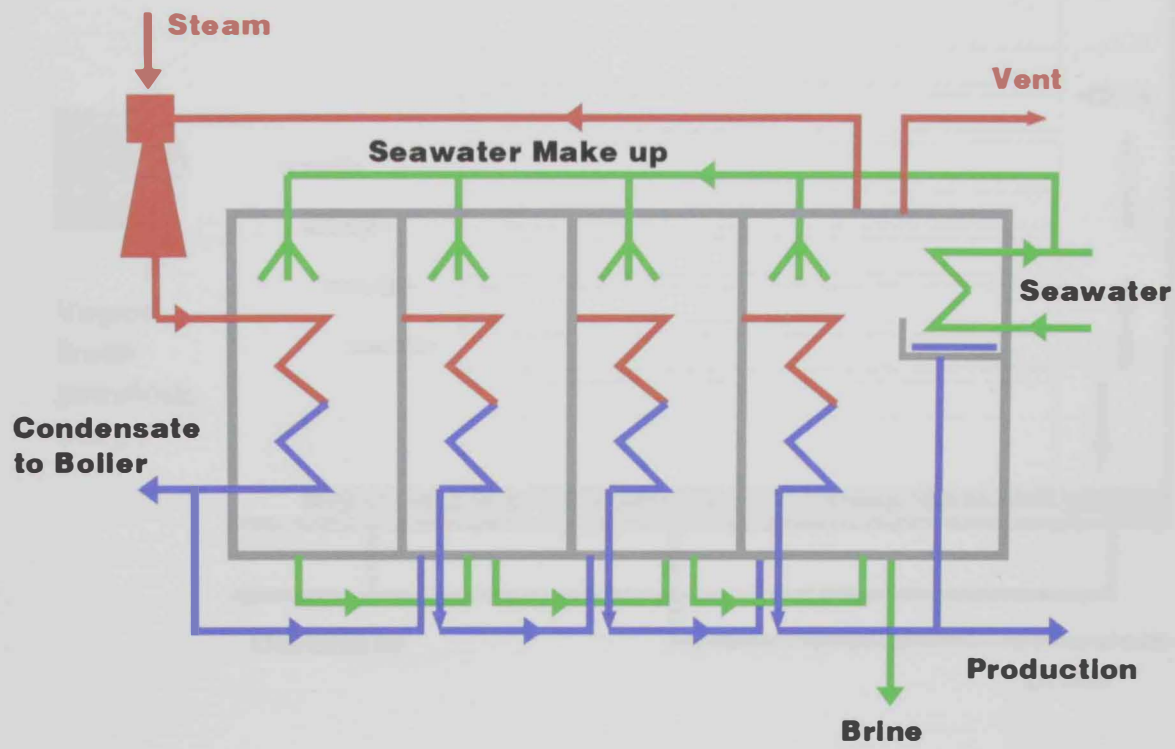 Steam
Vent
Seawater Make up
Seawater
Condensate
to Boiler
Production
Brine